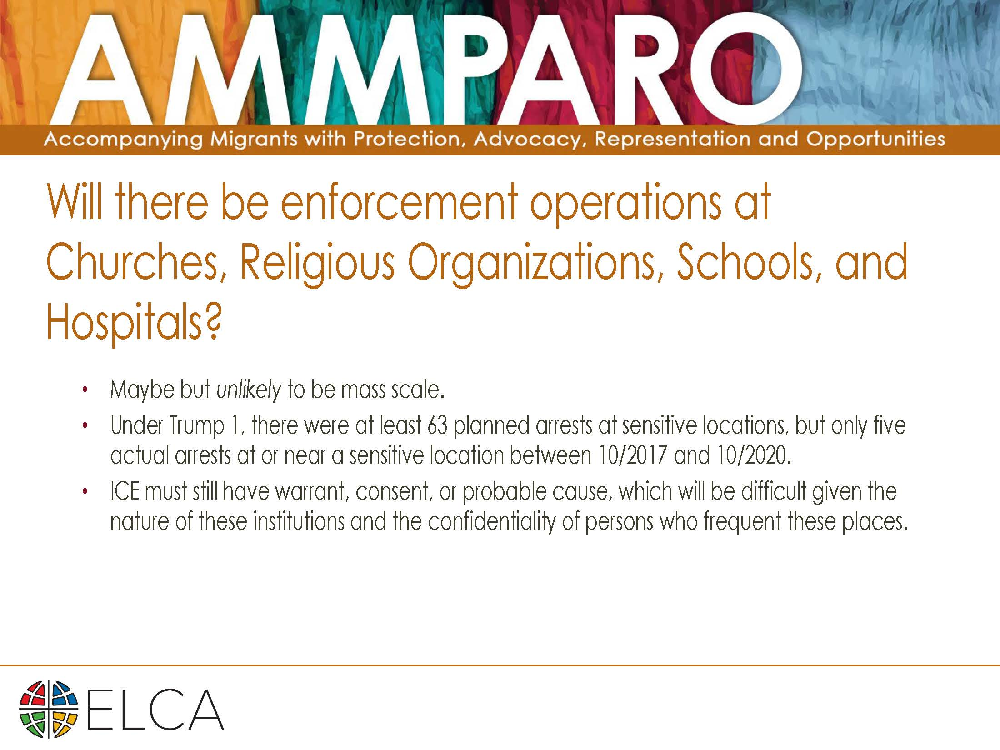 AMMPARO
Accompanying Migrants with Protection, Advocacy, Representation and Opportunities
Will there be enforcement operations at
Churches, Religious Organizations, Schools, and
Hospitals?
• Maybe but unlikely to be mass scale.
• Under Trump 1, there were at least 63 planned arrests at sensitive locations, but only five
actual arrests at or near a sensitive location between 10/2017 and 10/2020.
• ICE must still have warrant, consent, or probable cause, which will be difficult given the
nature of these institutions and the confidentiality of persons who frequent these places.
ELCA